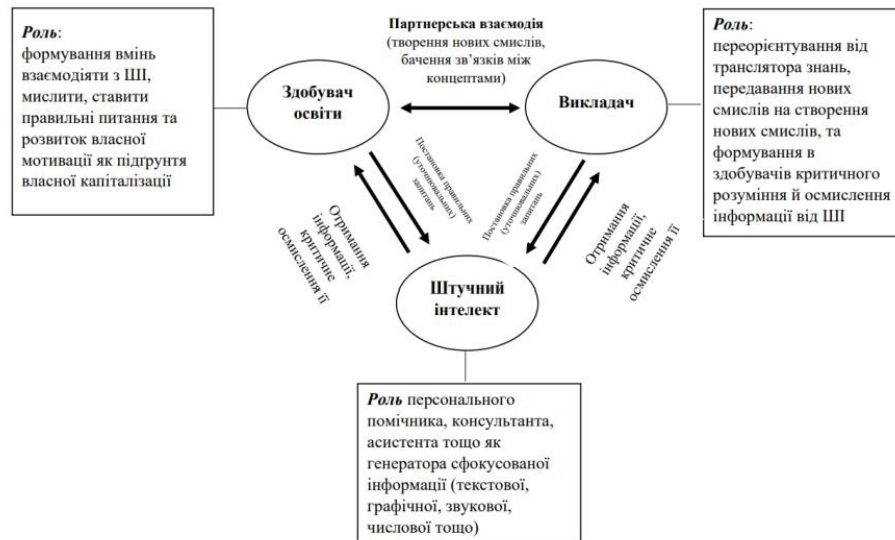 Роль:
формування вмінь
взаємодіяти з ШІ,
мислити, ставити
правильні питання та
розвиток власної
мотивації як підґрунтя
власної капіталізації
Партнерська взаємодія
(творення нових смислів,
бачення зв’язків між
концептами)
Роль:
переорієнтування від
транслятора знань,
передавання нових
смислів на створення
нових смислів, та
формування в
здобувачів критичного
розуміння й осмислення
інформації від ШІ
Здобувач
освіти
Викладач
Постановка правильних
(уточнювальних)
запитань
Постановка правильних
(уточнювальних)
запитань
Отримання
інформації,
критичне
осмислення її
Отримання
інформації,
критичне
осмислення її
Штучний
інтелект
Роль персонального
помічника, консультанта,
асистента тощо як
генератора сфокусованої
інформації (текстової,
графічної, звукової,
числової тощо)